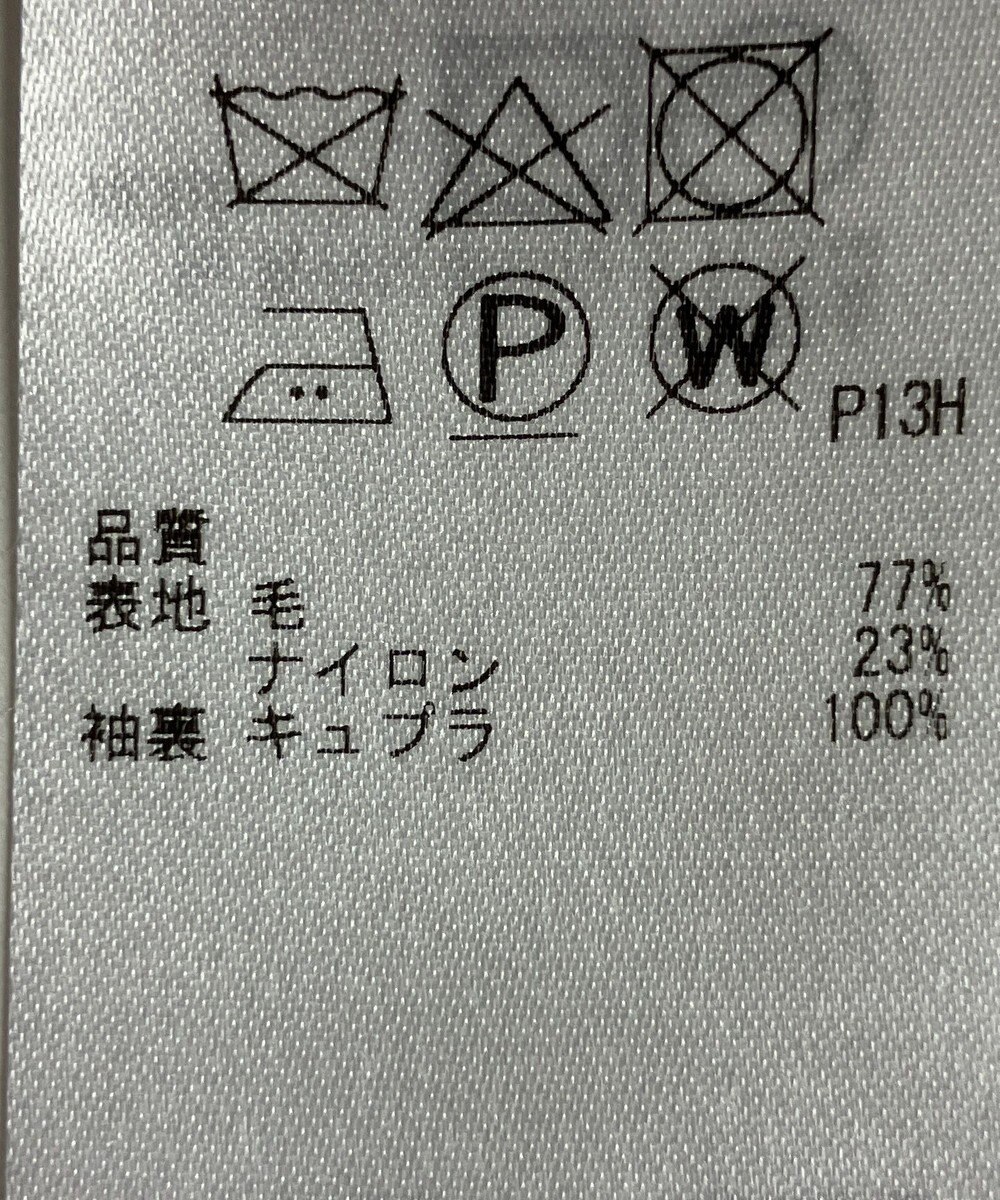 P W P13H
品質
表地 毛 77%
ナイロン 23%
袖裏 キュプラ 100%